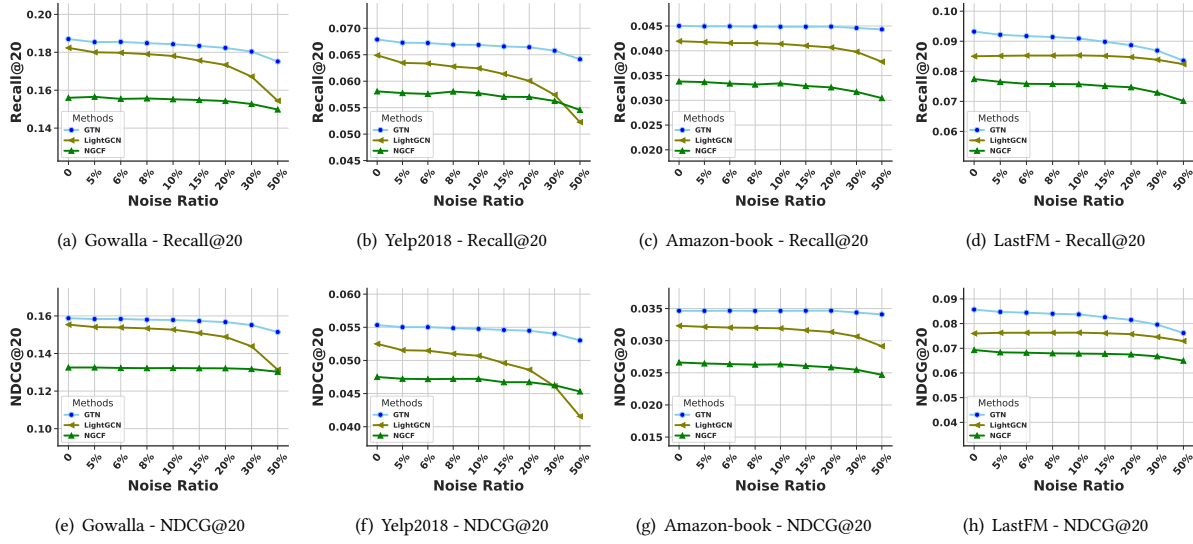 0.20
0.18
0.16
0.14
Recall@20
Methods
GTN
LightGCN
NGCF
0 5% 6% 8% 10% 15% 20% 30% 50%
Noise Ratio
(a) Gowalla - Recall@20
0.070
0.065
0.060
0.055
0.050
0.045
Recall@20
Methods
GTN
LightGCN
NGCF
0 5% 6% 8% 10% 15% 20% 30% 50%
Noise Ratio
(b) Yelp2018 - Recall@20
0.045
0.040
0.035
0.030
0.025
0.020
Recall@20
Methods
GTN
LightGCN
NGCF
0 5% 6% 8% 10% 15% 20% 30% 50%
Noise Ratio
(c) Amazon-book - Recall@20
0.10
0.09
0.08
0.07
0.06
Recall@20
Methods
GTN
LightGCN
NGCF
0 5% 6% 8% 10% 15% 20% 30% 50%
Noise Ratio
(d) LastFM - Recall@20
0.16
0.14
0.12
0.10
NDCG@20
Methods
GTN
LightGCN
NGCF
0 5% 6% 8% 10% 15% 20% 30% 50%
Noise Ratio
(e) Gowalla - NDCG@20
0.060
0.055
0.050
0.045
0.040
NDCG@20
Methods
GTN
LightGCN
NGCF
0 5% 6% 8% 10% 15% 20% 30% 50%
Noise Ratio
(f) Yelp2018 - NDCG@20
0.035
0.030
0.025
0.020
0.015
NDCG@20
Methods
GTN
LightGCN
NGCF
0 5% 6% 8% 10% 15% 20% 30% 50%
Noise Ratio
(g) Amazon-book - NDCG@20
0.09
0.08
0.07
0.06
0.05
0.04
NDCG@20
Methods
GTN
LightGCN
NGCF
0 5% 6% 8% 10% 15% 20% 30% 50%
Noise Ratio
(h) LastFM - NDCG@20